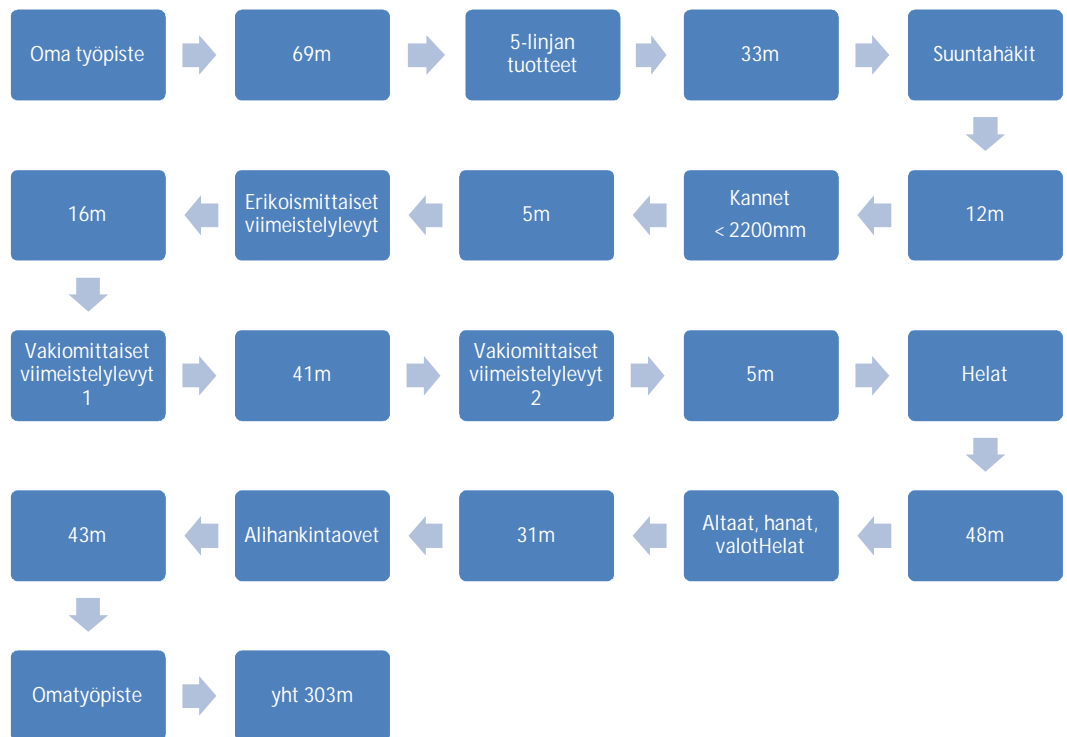 Oma työpiste
69m
5-linjan
tuotteet
33m
Suuntahäkit
12m
Kannet
< 2200mm
5m
Erikoismittaiset
viimeistelylevyt
16m
Vakiomittaiset
viimeistelylevyt
1
41m
Vakiomittaiset
viimeistelylevyt
2
5m
Helat
48m
Altaat, hanat,
valotHelat
31m
Alihankintaovet
43m
Omatyöpiste
yht 303m